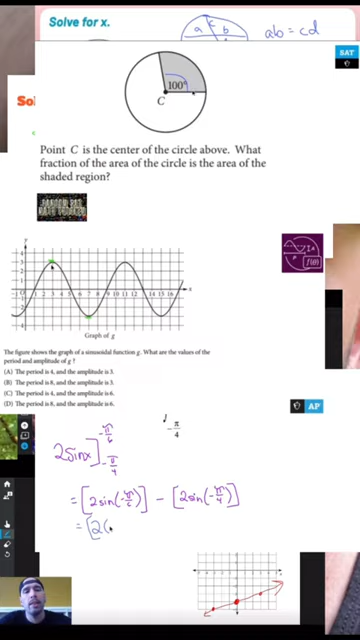 Solve for x.
a
c
b
ab = cd
SAT
100°
C
Point C is the center of the circle above. What
fraction of the area of the circle is the area of the
shaded region?
Graph of g
The figure shows the graph of a sinusoidal function g. What are the values of the
period and amplitude of g ?
(A) The period is 4, and the amplitude is 3.
(B) The period is 8, and the amplitude is 3.
(C) The period is 4, and the amplitude is 6.
(D) The period is 8, and the amplitude is 6.
AP
-π/4
2sinx] -π/6 -π/4
= [2sin(-π/6)] - [2sin(-π/4)]
= [2(